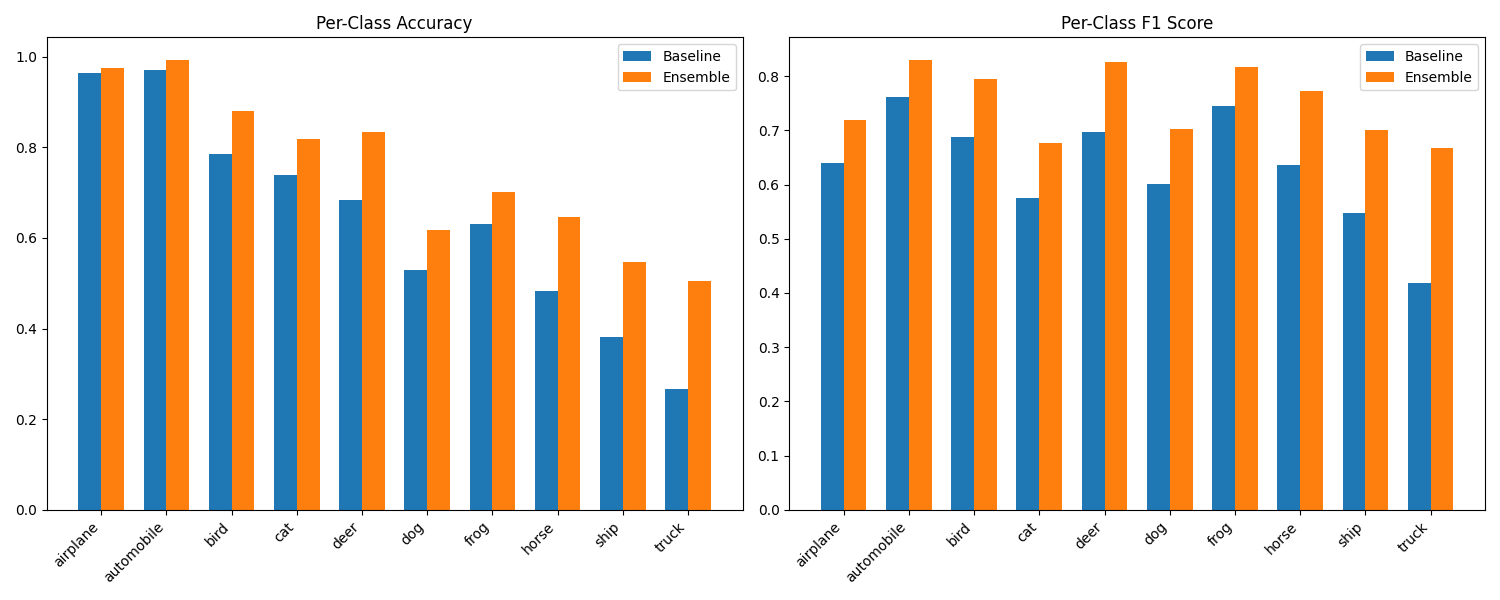 Per-Class Accuracy
Baseline
Ensemble
1.0
0.8
0.6
0.4
0.2
0.0
airplane
automobile
bird
cat
deer
dog
frog
horse
ship
truck
Per-Class F1 Score
Baseline
Ensemble
0.8
0.7
0.6
0.5
0.4
0.3
0.2
0.1
0.0
airplane
automobile
bird
cat
deer
dog
frog
horse
ship
truck